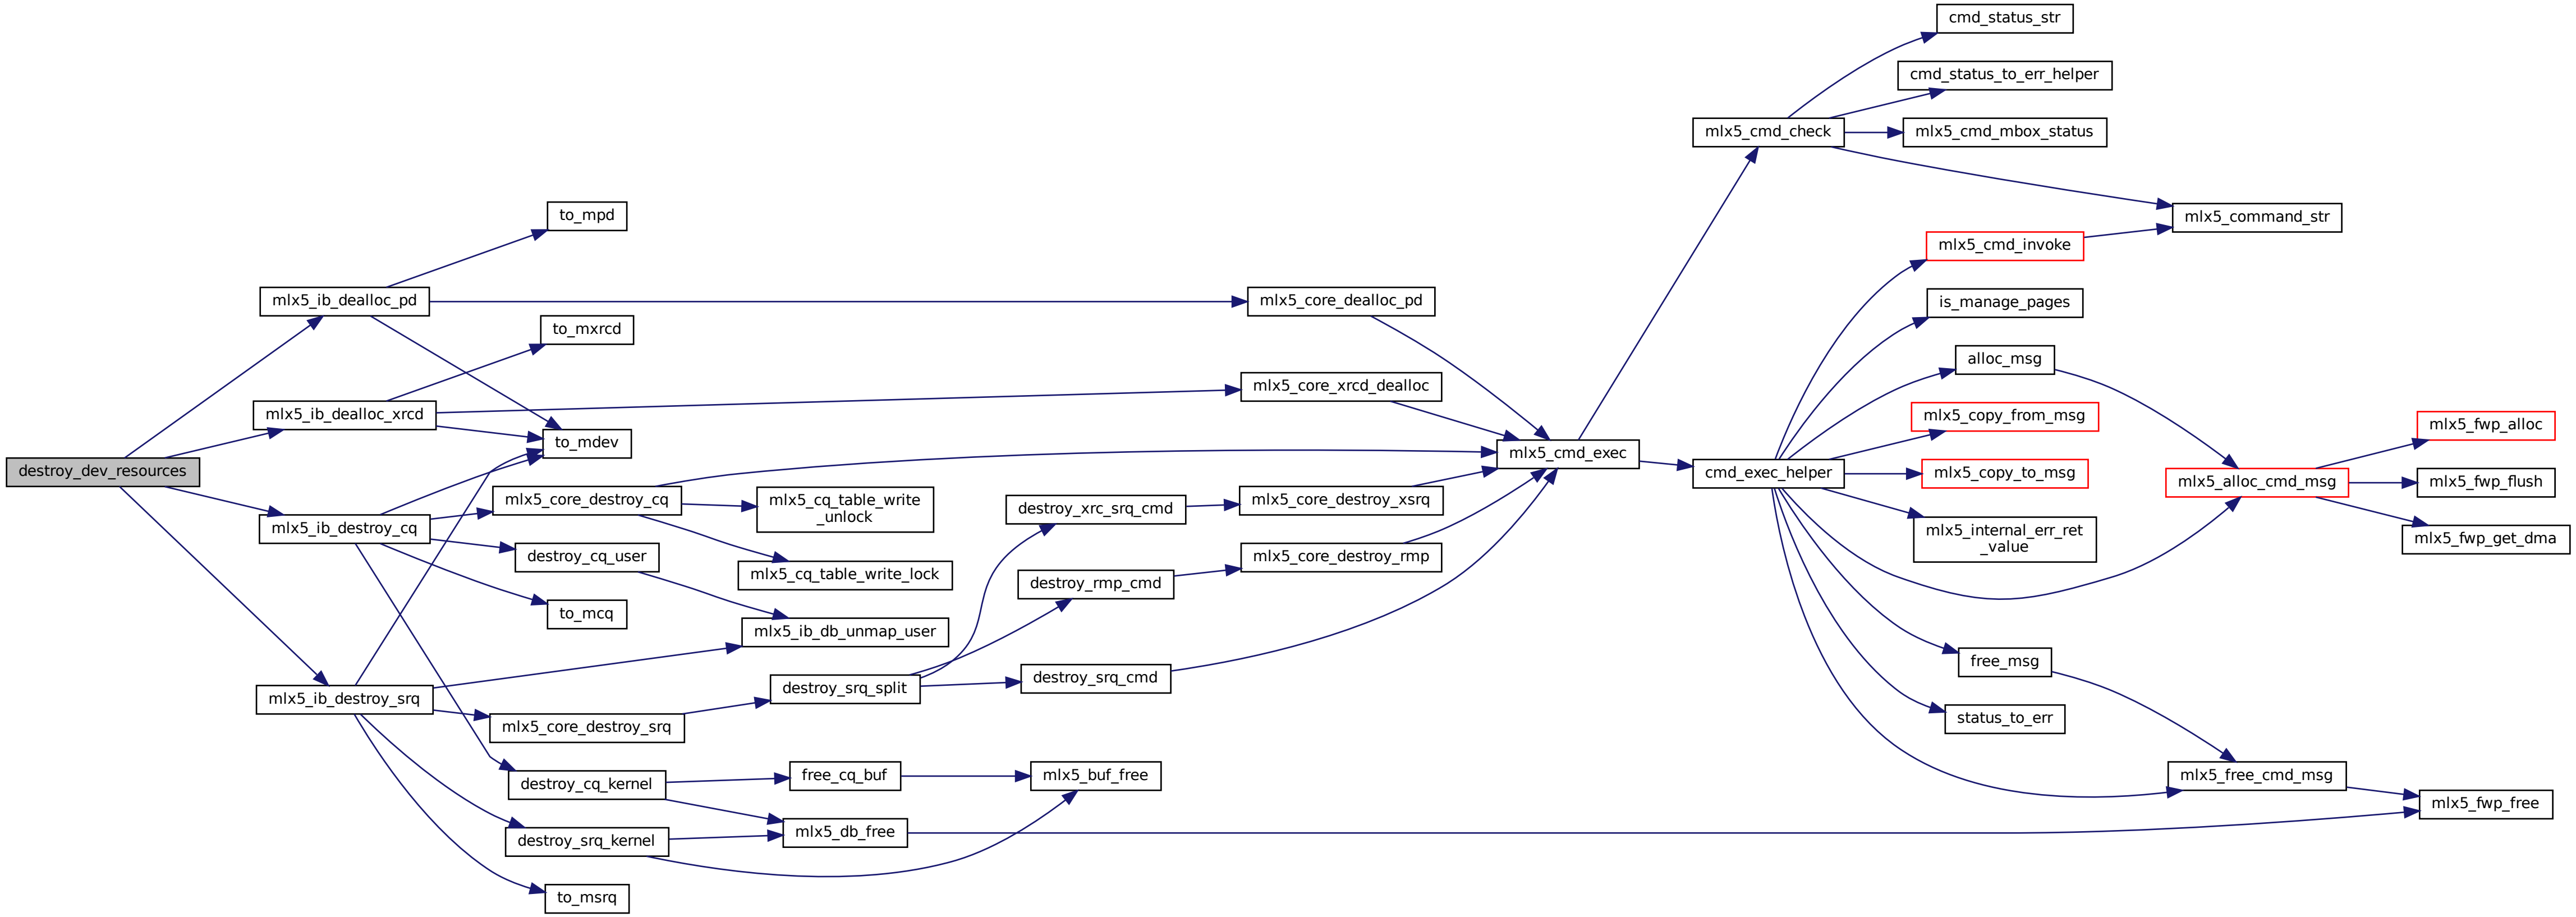 destroy_dev_resources
mlx5_ib_dealloc_pd
mlx5_ib_dealloc_xrcd
mlx5_ib_destroy_cq
mlx5_ib_destroy_srq
to_mpd
to_mxrcd
to_mdev
mlx5_core_destroy_cq
destroy_cq_user
to_mcq
mlx5_core_destroy_srq
destroy_cq_kernel
destroy_srq_kernel
to_msrq
mlx5_cq_table_write
_unlock
mlx5_cq_table_write_lock
mlx5_ib_db_unmap_user
destroy_srq_split
free_cq_buf
mlx5_db_free
destroy_xrc_srq_cmd
destroy_rmp_cmd
destroy_srq_cmd
mlx5_buf_free
mlx5_core_dealloc_pd
mlx5_core_xrcd_dealloc
mlx5_core_destroy_xsrq
mlx5_core_destroy_rmp
mlx5_cmd_exec
mlx5_cmd_check
cmd_exec_helper
cmd_status_str
cmd_status_to_err_helper
mlx5_cmd_mbox_status
mlx5_cmd_invoke
is_manage_pages
alloc_msg
mlx5_copy_from_msg
mlx5_copy_to_msg
mlx5_internal_err_ret
_value
free_msg
status_to_err
mlx5_command_str
mlx5_alloc_cmd_msg
mlx5_free_cmd_msg
mlx5_fwp_alloc
mlx5_fwp_flush
mlx5_fwp_get_dma
mlx5_fwp_free